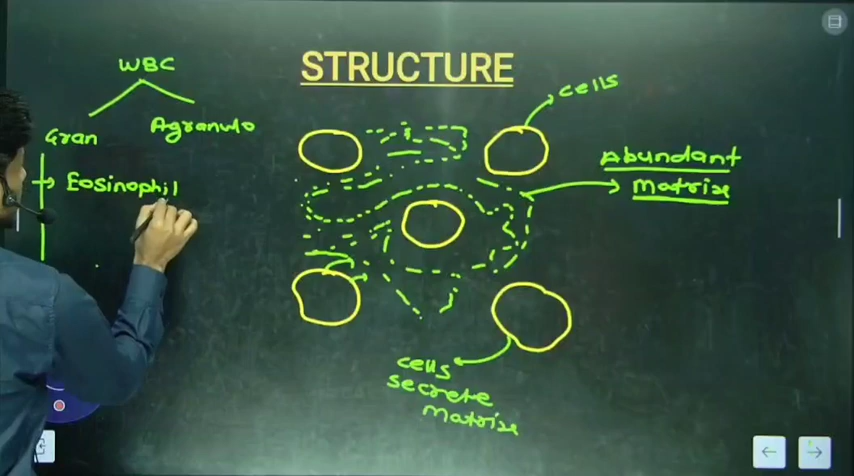 STRUCTURE
WBC
Gran
Agranulo
Eosinophil
cells
Abundant
matrix
cells
secrete
matrix